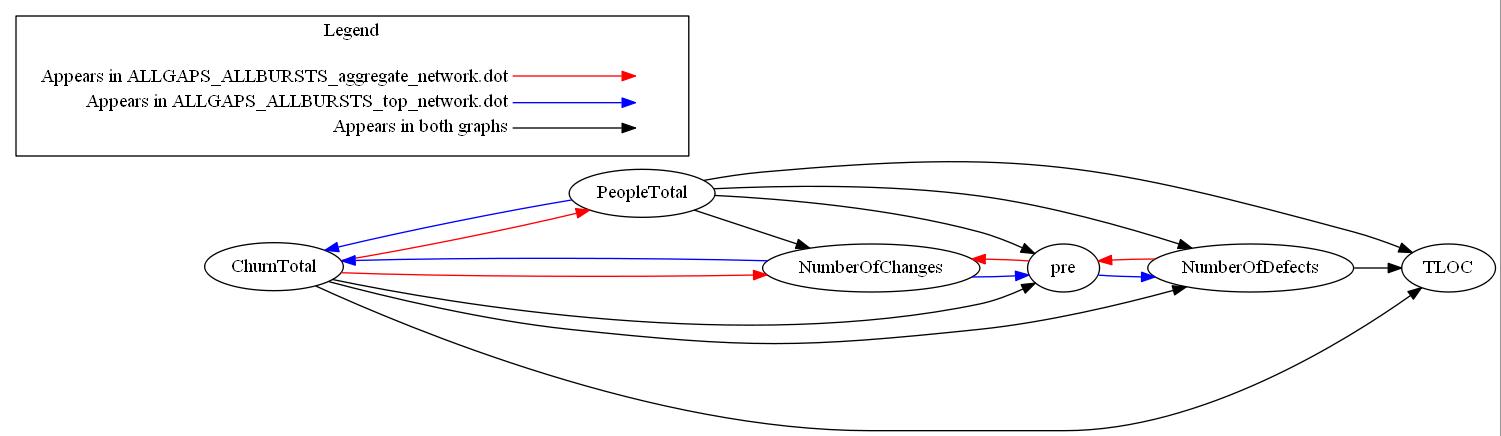 Legend
Appears in ALLGAPS_ALLBURSTS_aggregate_network.dot
Appears in ALLGAPS_ALLBURSTS_top_network.dot
Appears in both graphs
PeopleTotal
ChurnTotal
NumberOfChanges
pre
NumberOfDefects
TLOC